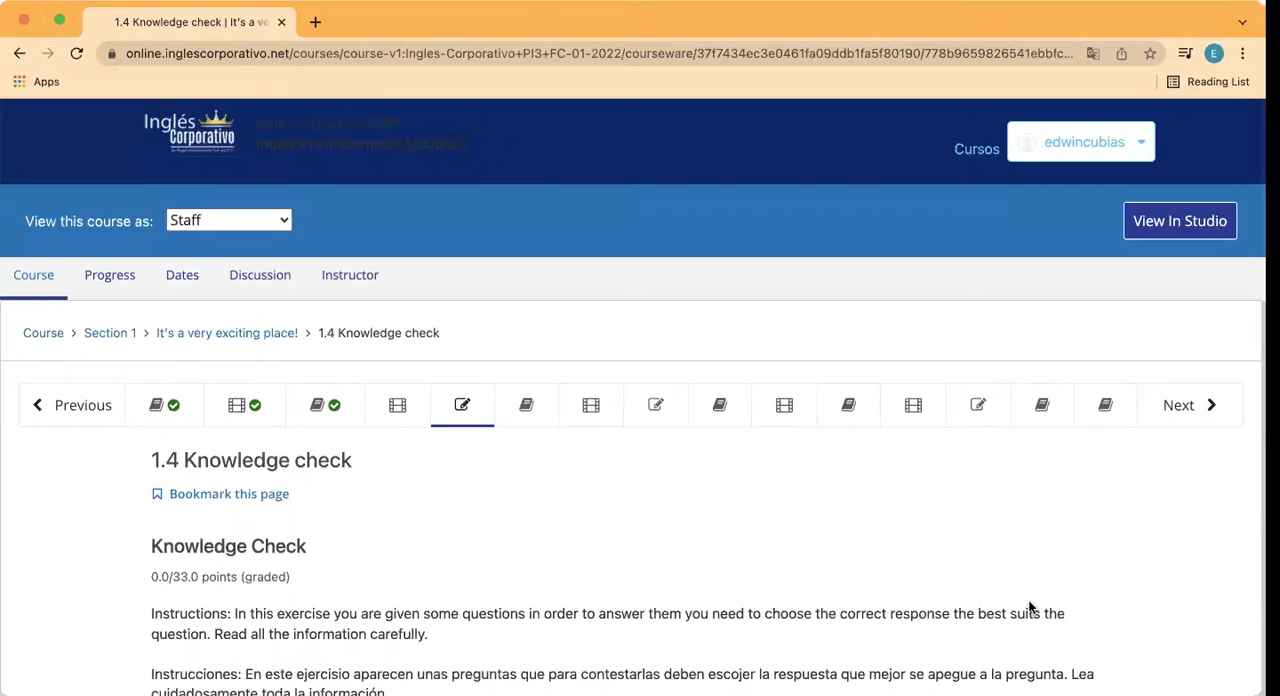 1.4 Knowledge check | It's a ve
online.inglescorporativo.net/courses/course-v1:Ingles-Corporativo+PI3+FC-01-2022/courseware/37f7434ec3e0461fa09ddb1fa5f80190/778b9659826541ebbfc...
E
Apps
Reading List
Inglés
Corporativo
Cursos
edwincubias
View this course as:
Staff
View In Studio
Course Progress Dates Discussion Instructor
Course > Section 1 > It's a very exciting place! > 1.4 Knowledge check
Previous
Next
1.4 Knowledge check
Bookmark this page
Knowledge Check
0.0/33.0 points (graded)
Instructions: In this exercise you are given some questions in order to answer them you need to choose the correct response the best suits the
question. Read all the information carefully.
Instrucciones: En este ejercisio aparecen unas preguntas que para contestarlas deben escojer la respuesta que mejor se apegue a la pregunta. Lea
cuidadosamente toda la información.